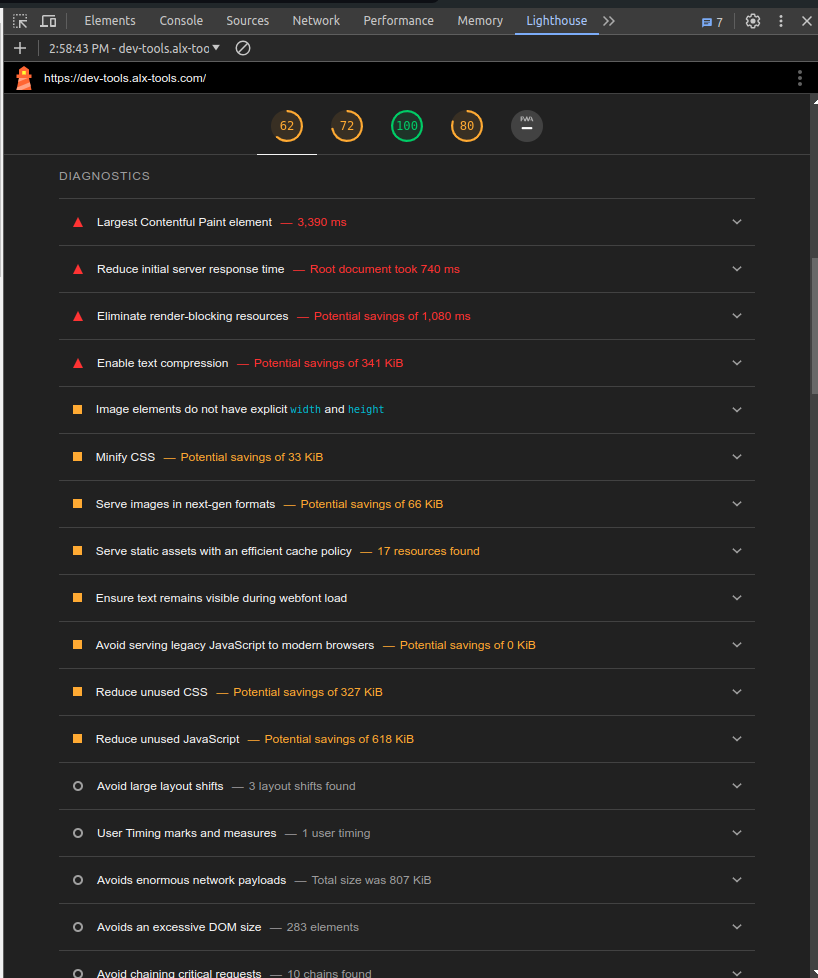 Elements Console Sources Network Performance Memory Lighthouse 7
2:58:43 PM - dev-tools.alx-too
https://dev-tools.alx-tools.com/
62 72 100 80 PWA
DIAGNOSTICS
Largest Contentful Paint element — 3,390 ms
Reduce initial server response time — Root document took 740 ms
Eliminate render-blocking resources — Potential savings of 1,080 ms
Enable text compression — Potential savings of 341 KiB
Image elements do not have explicit width and height
Minify CSS — Potential savings of 33 KiB
Serve images in next-gen formats — Potential savings of 66 KiB
Serve static assets with an efficient cache policy — 17 resources found
Ensure text remains visible during webfont load
Avoid serving legacy JavaScript to modern browsers — Potential savings of 0 KiB
Reduce unused CSS — Potential savings of 327 KiB
Reduce unused JavaScript — Potential savings of 618 KiB
Avoid large layout shifts — 3 layout shifts found
User Timing marks and measures — 1 user timing
Avoids enormous network payloads — Total size was 807 KiB
Avoids an excessive DOM size — 283 elements
Avoid chaining critical requests — 10 chains found